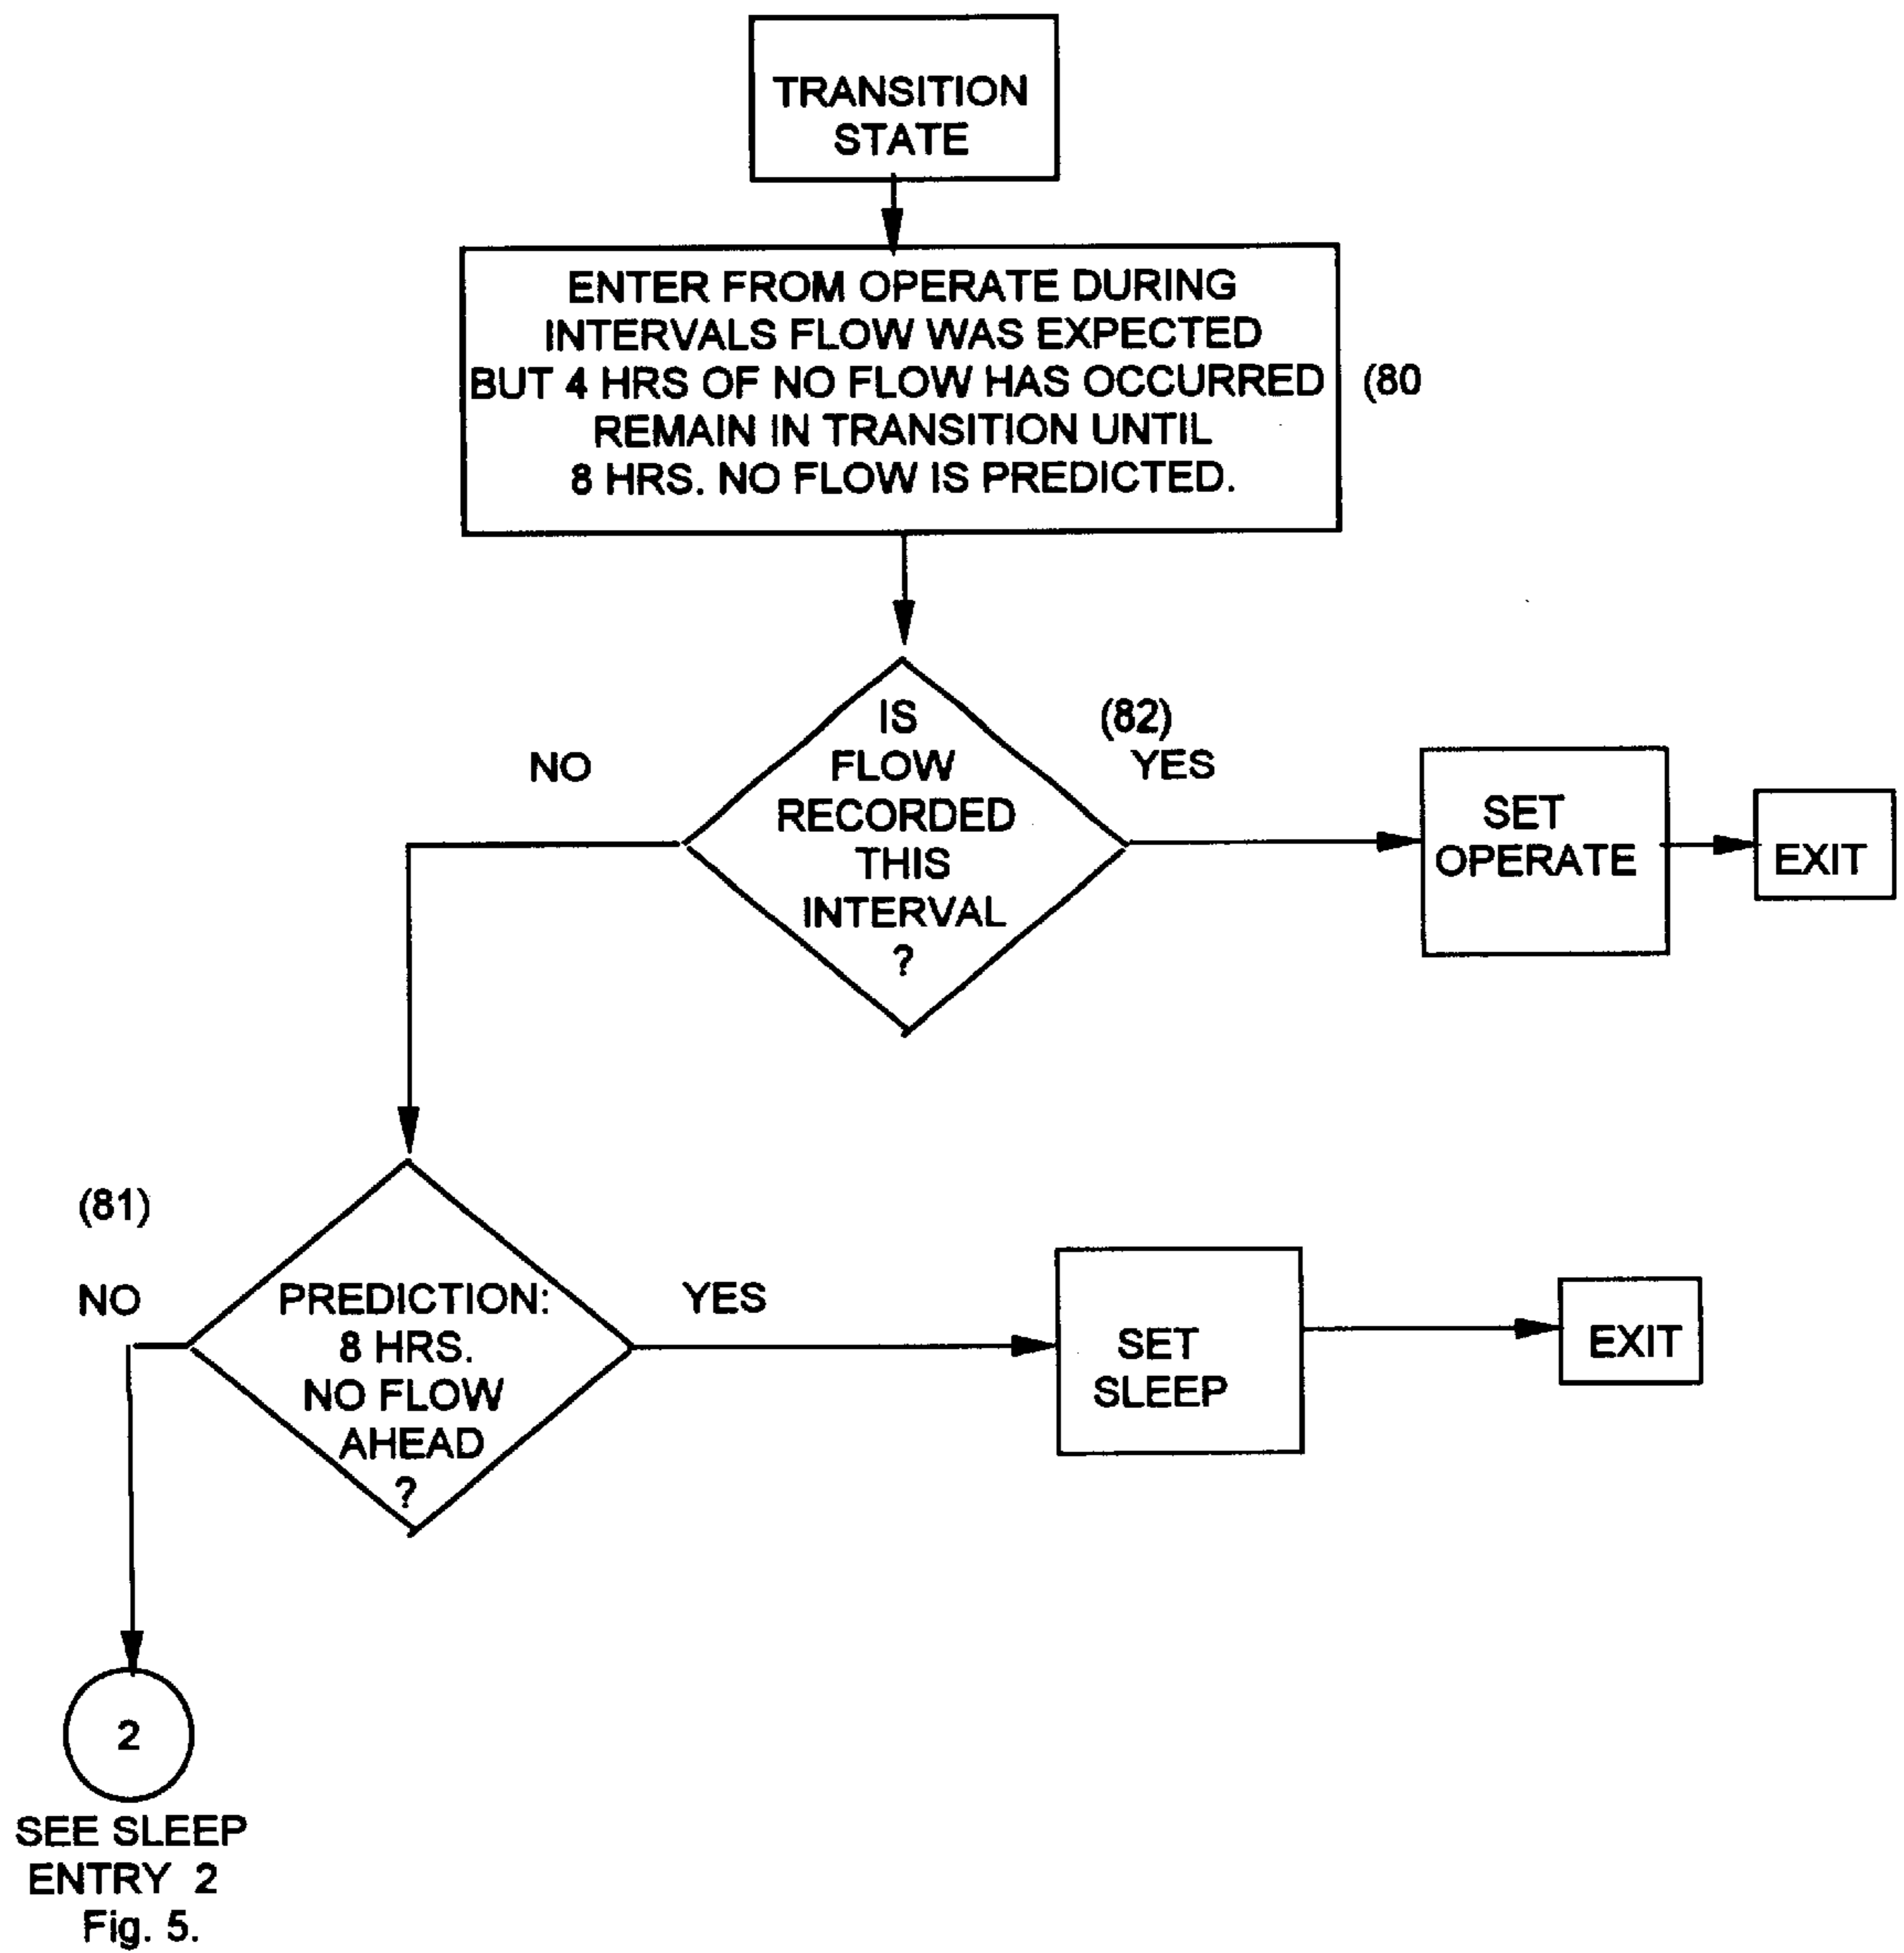 TRANSITION
STATE
ENTER FROM OPERATE DURING
INTERVALS FLOW WAS EXPECTED
BUT 4 HRS OF NO FLOW HAS OCCURRED
REMAIN IN TRANSITION UNTIL
8 HRS. NO FLOW IS PREDICTED.
(80
IS
FLOW
RECORDED
THIS
INTERVAL
?
NO
(82)
YES
SET
OPERATE
EXIT
(81)
NO
PREDICTION:
8 HRS.
NO FLOW
AHEAD
?
YES
SET
SLEEP
EXIT
2
SEE SLEEP
ENTRY 2
Fig. 5.